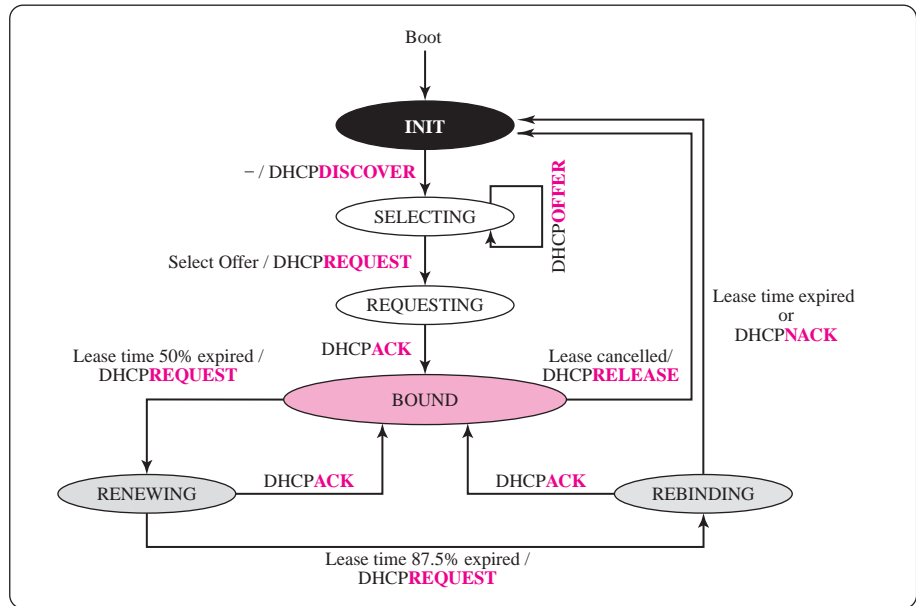 Boot
INIT
− / DHCPDISCOVER
SELECTING
DHCPOFFER
Select Offer / DHCPREQUEST
REQUESTING
Lease time expired
or
DHCPNACK
DHCPACK
Lease time 50% expired /
DHCPREQUEST
Lease cancelled/
DHCPRELEASE
BOUND
RENEWING
DHCPACK
DHCPACK
REBINDING
Lease time 87.5% expired /
DHCPREQUEST